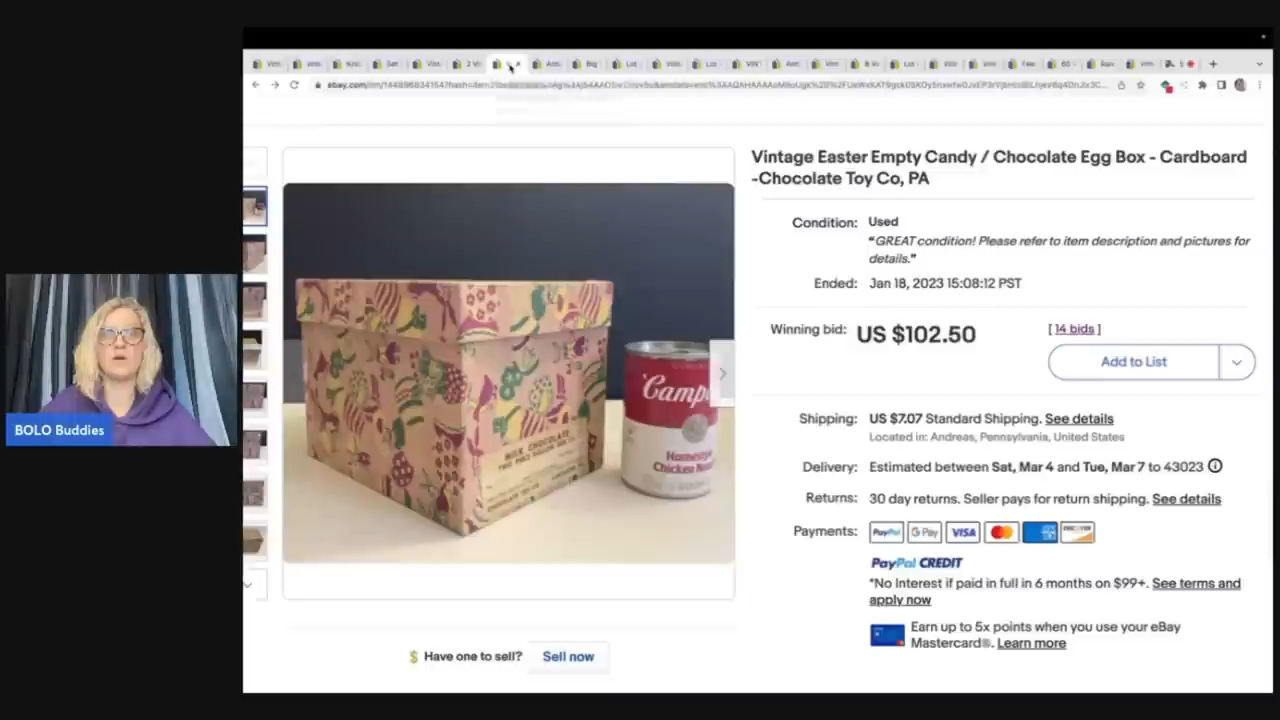 Vintage Easter Empty Candy / Chocolate Egg Box - Cardboard
-Chocolate Toy Co, PA
Condition: Used
“GREAT condition! Please refer to item description and pictures for
details.”
Ended: Jan 18, 2023 15:08:12 PST
Winning bid: US $102.50 [ 14 bids ]
Add to List
Shipping: US $7.07 Standard Shipping. See details
Located in: Andreas, Pennsylvania, United States
Delivery: Estimated between Sat, Mar 4 and Tue, Mar 7 to 43023
Returns: 30 day returns. Seller pays for return shipping. See details
Payments: PayPal G Pay VISA
DISCOVER
PayPal CREDIT
*No Interest if paid in full in 6 months on $99+. See terms and
apply now
Earn up to 5x points when you use your eBay
Mastercard®. Learn more
$ Have one to sell? Sell now
BOLO Buddies
MILK CHOCOLATE
Homestyle